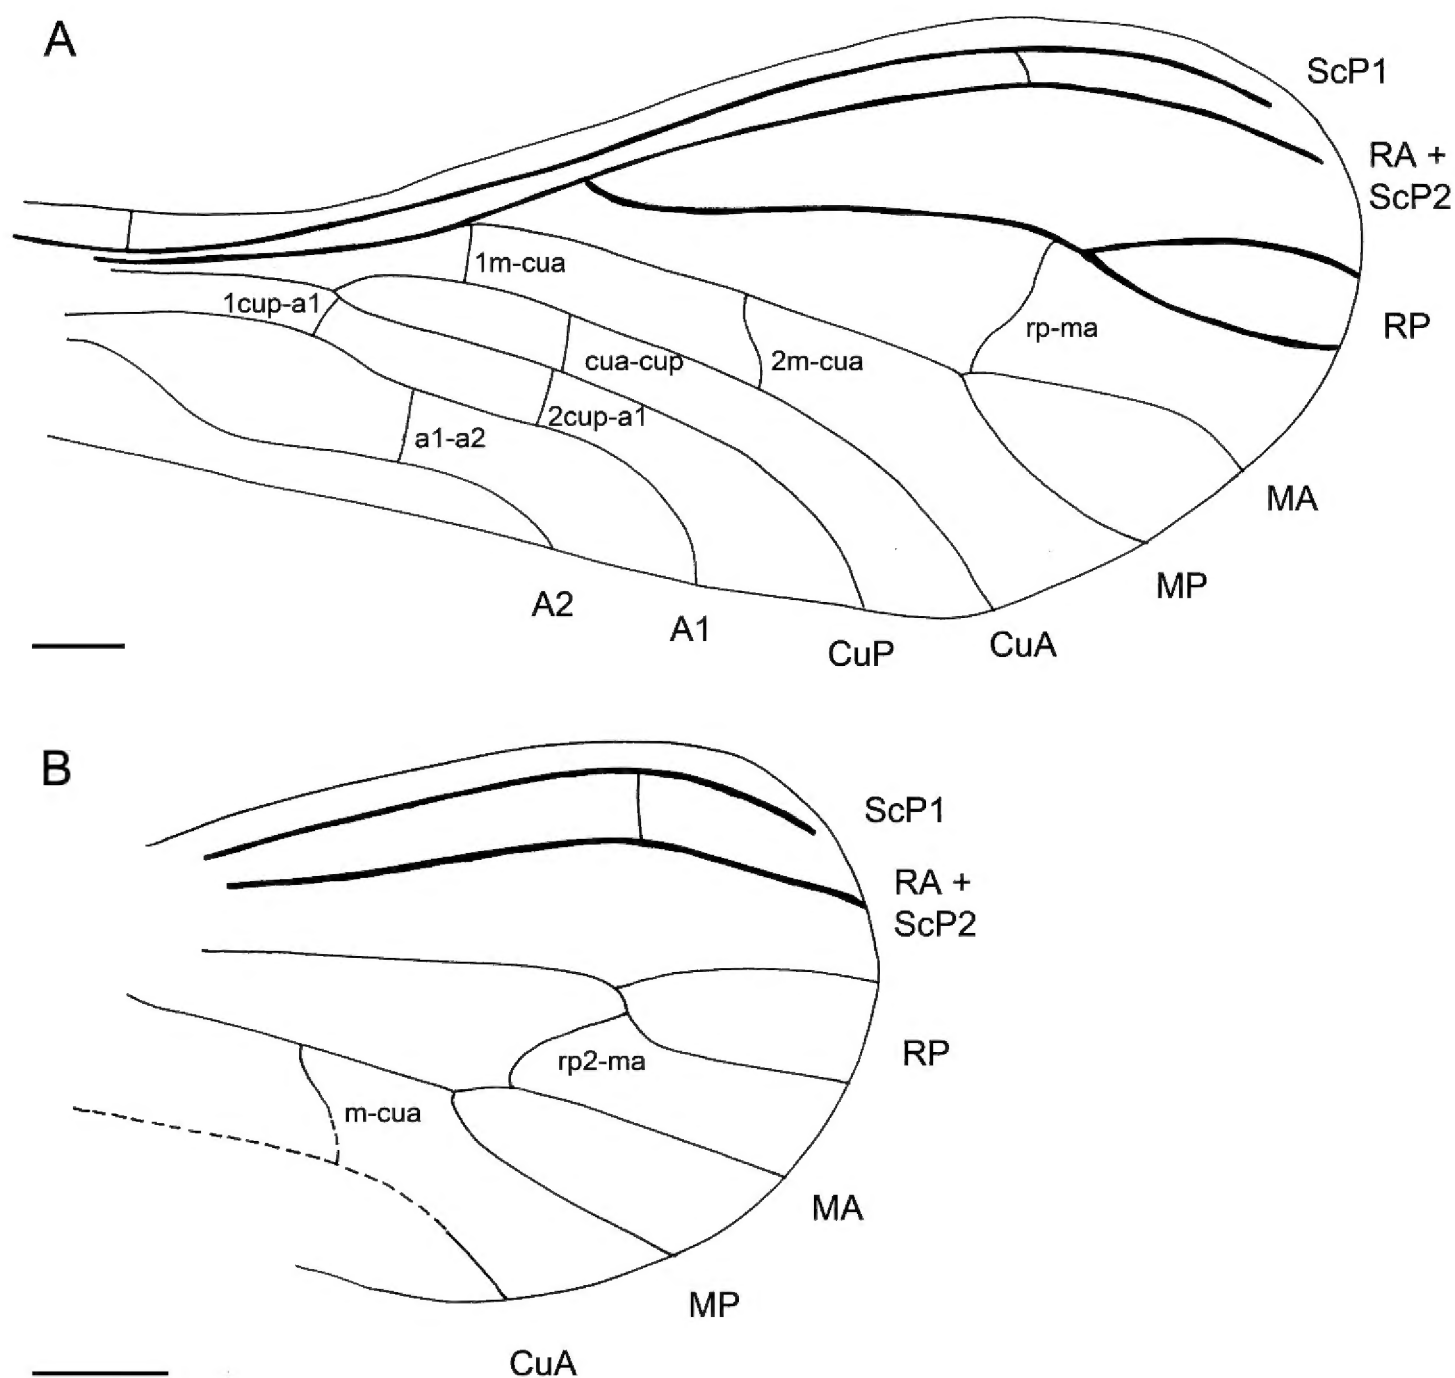 A
ScP1
RA +
ScP2
1m-cua
1cup-a1
rp-ma
RP
cua-cup
2m-cua
2cup-a1
a1-a2
MA
MP
A2
A1
CuP
CuA
B
ScP1
RA +
ScP2
RP
rp2-ma
m-cua
MA
MP
CuA